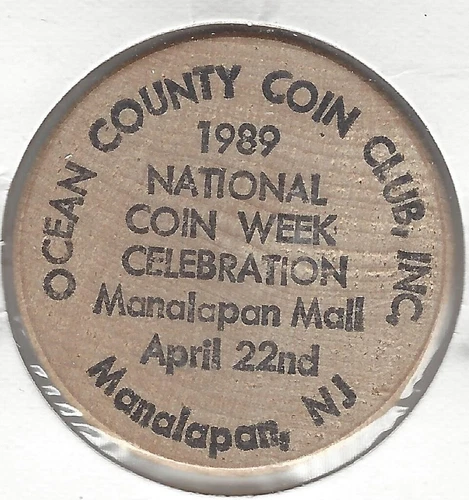 OCEAN COUNTY COIN CLUB, INC.
1989
NATIONAL
COIN WEEK
CELEBRATION
Manalapan Mall
April 22nd
Manalapan, NJ